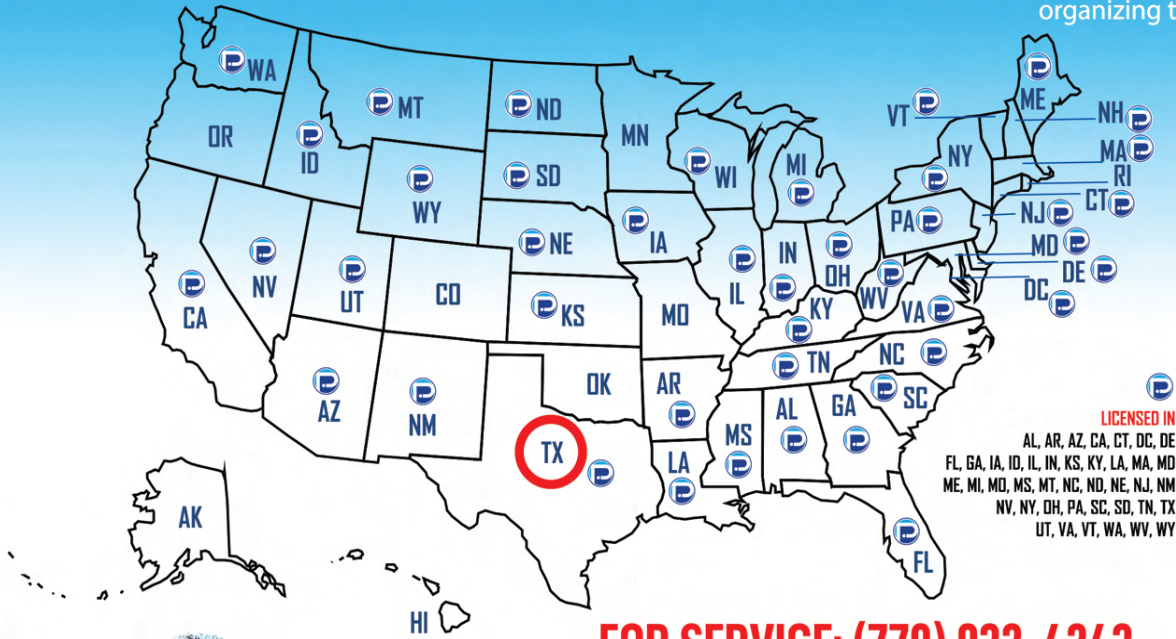 organizing t
WA
MT
ND
MN
OR
ID
WY
SD
WI
MI
VT
ME
NH
NY
MA
RI
CT
NJ
PA
MD
DE
DC
NV
UT
CO
NE
IA
IL
IN
OH
WV
VA
CA
KS
MO
KY
AZ
NM
OK
AR
TN
NC
SC
TX
LA
MS
AL
GA
FL
AK
HI
LICENSED IN
AL, AR, AZ, CA, CT, DC, DE
FL, GA, IA, ID, IL, IN, KS, KY, LA, MA, MD
ME, MI, MO, MS, MT, NC, ND, NE, NJ, NM
NV, NY, OH, PA, SC, SD, TN, TX
UT, VA, VT, WA, WV, WY